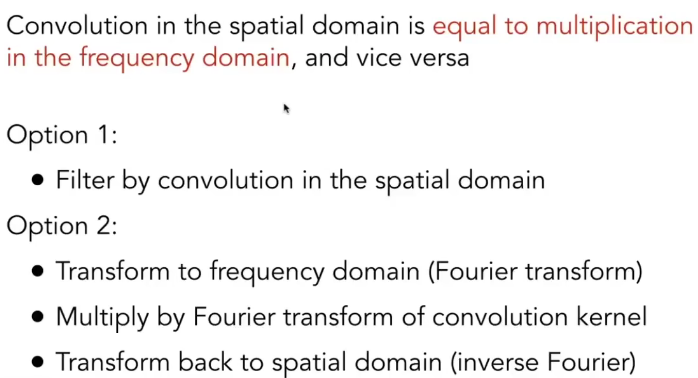 Convolution in the spatial domain is equal to multiplication
in the frequency domain, and vice versa
Option 1:
● Filter by convolution in the spatial domain
Option 2:
● Transform to frequency domain (Fourier transform)
● Multiply by Fourier transform of convolution kernel
● Transform back to spatial domain (inverse Fourier)